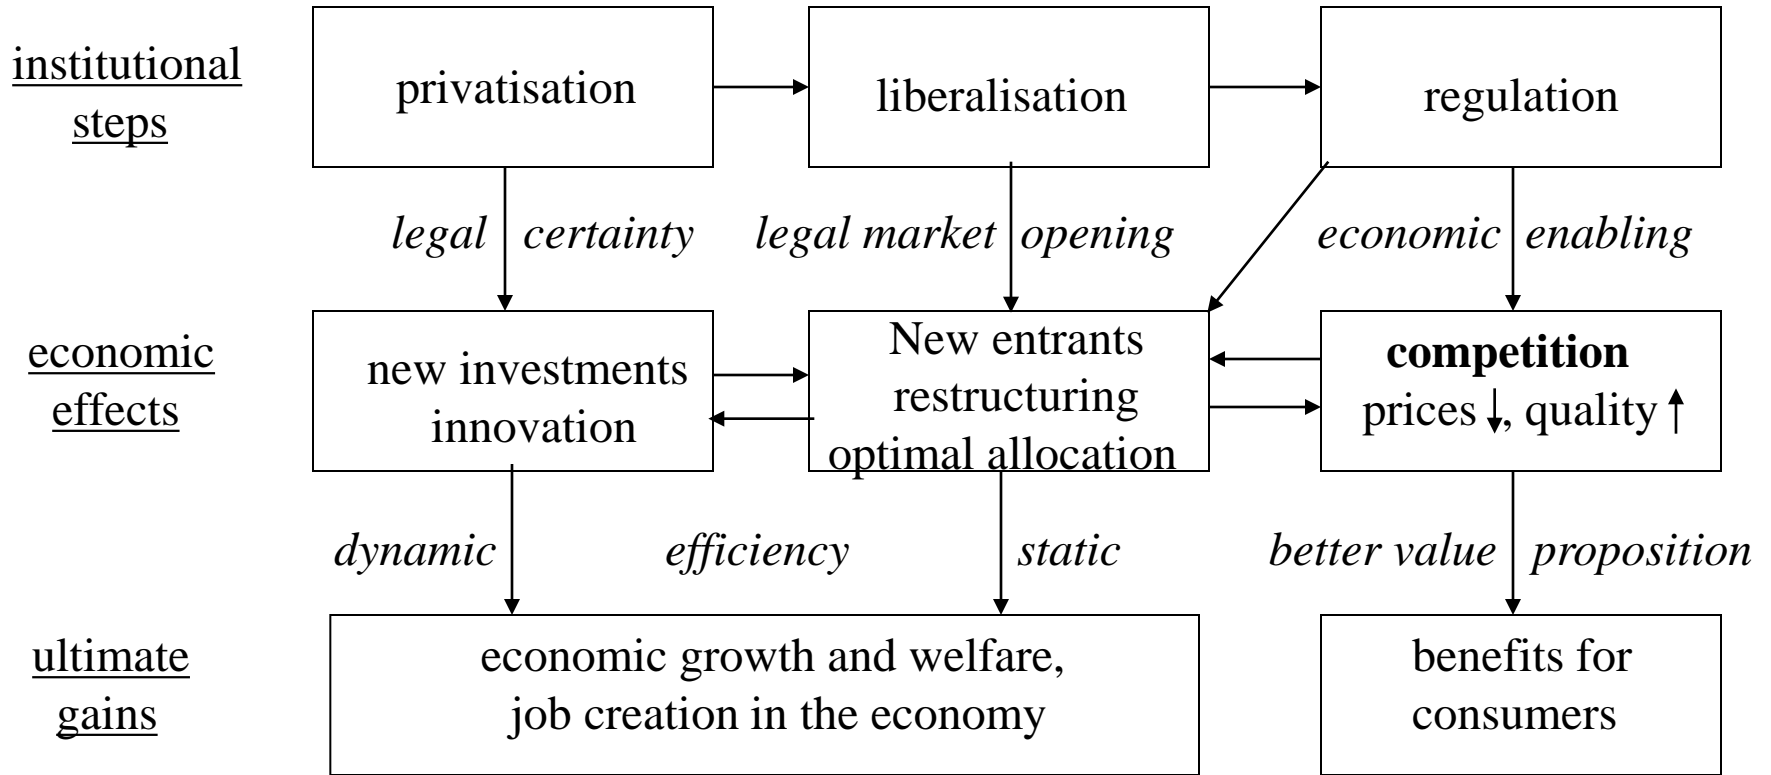 institutional
steps
privatisation
liberalisation
regulation
legal certainty
legal market opening
economic enabling
economic
effects
new investments
innovation
New entrants
restructuring
optimal allocation
competition
prices ↓, quality ↑
dynamic efficiency static
better value proposition
ultimate
gains
economic growth and welfare,
job creation in the economy
benefits for
consumers